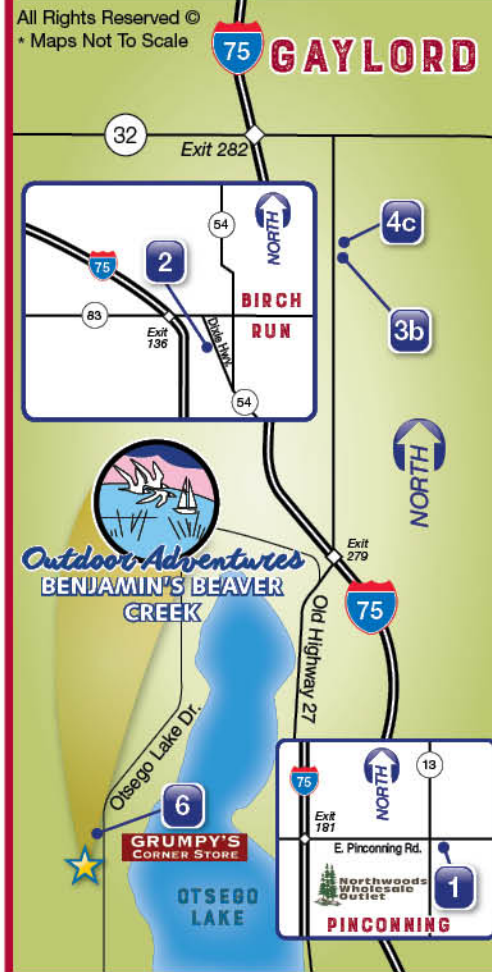 All Rights Reserved ©
* Maps Not To Scale
75
GAYLORD
32
Exit 282
NORTH
54
4c
75
2
3b
BIRCH
RUN
83
Exit
136
Dixie Hwy.
54
NORTH
Outdoor Adventures
BENJAMIN'S BEAVER
CREEK
Exit
279
75
Old Highway 27
Otsego Lake Dr.
6
GRUMPY'S
CORNER STORE
OTSEGO
LAKE
75
NORTH
13
Exit
181
E. Pinconning Rd.
Northwoods
Wholesale
Outlet
1
PINCONNING